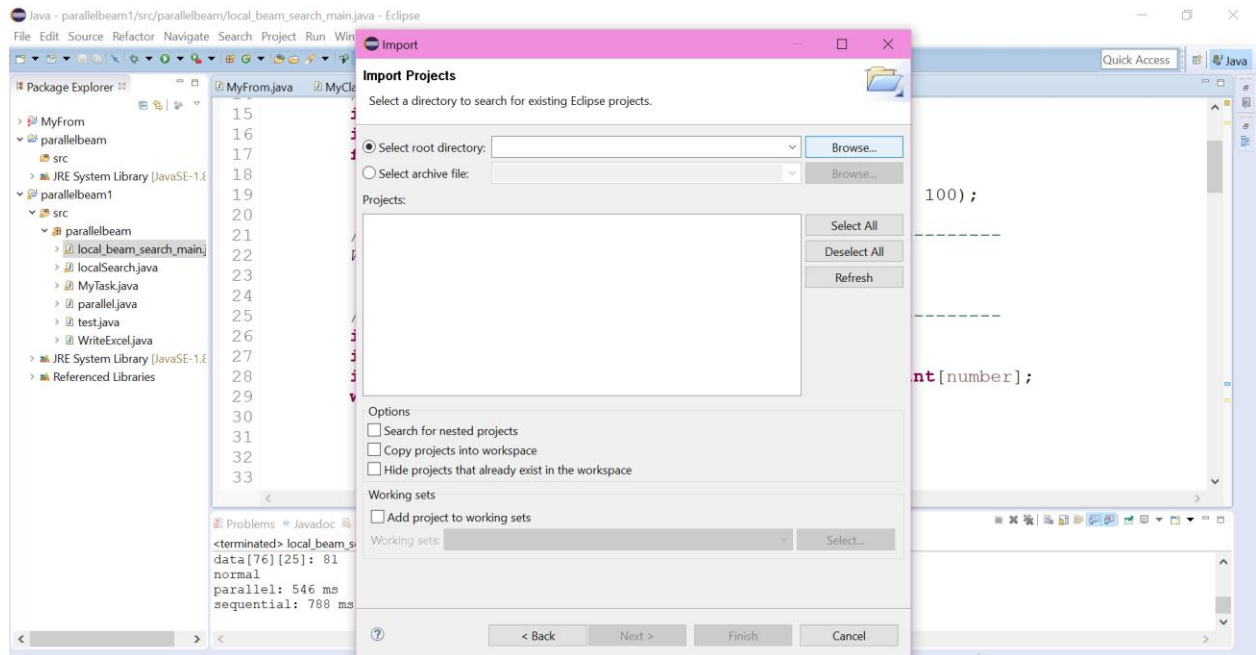 Java - parallelbeam1/src/parallelbeam/local_beam_search_main.java - Eclipse
File Edit Source Refactor Navigate Search Project Run Win
Quick Access
Java
Package Explorer
MyFrom
parallelbeam
src
JRE System Library [JavaSE-1.8
parallelbeam1
src
parallelbeam
local_beam_search_main.j
localSearch.java
MyTask.java
parallel.java
test.java
WriteExcel.java
JRE System Library [JavaSE-1.8
Referenced Libraries
MyFrom.java MyCla
15
16
17
18
19 100);
20
21
22
23
24
25
26
27
28 nt[number];
29
30
31
32
33
Import
Import Projects
Select a directory to search for existing Eclipse projects.
Select root directory: Browse...
Select archive file: Browse...
Projects:
Select All
Deselect All
Refresh
Options
Search for nested projects
Copy projects into workspace
Hide projects that already exist in the workspace
Working sets
Add project to working sets
Working sets: Select...
< Back Next > Finish Cancel
Problems Javadoc
<terminated> local_beam_s
data[76][25]: 81
normal
parallel: 546 ms
sequential: 788 ms